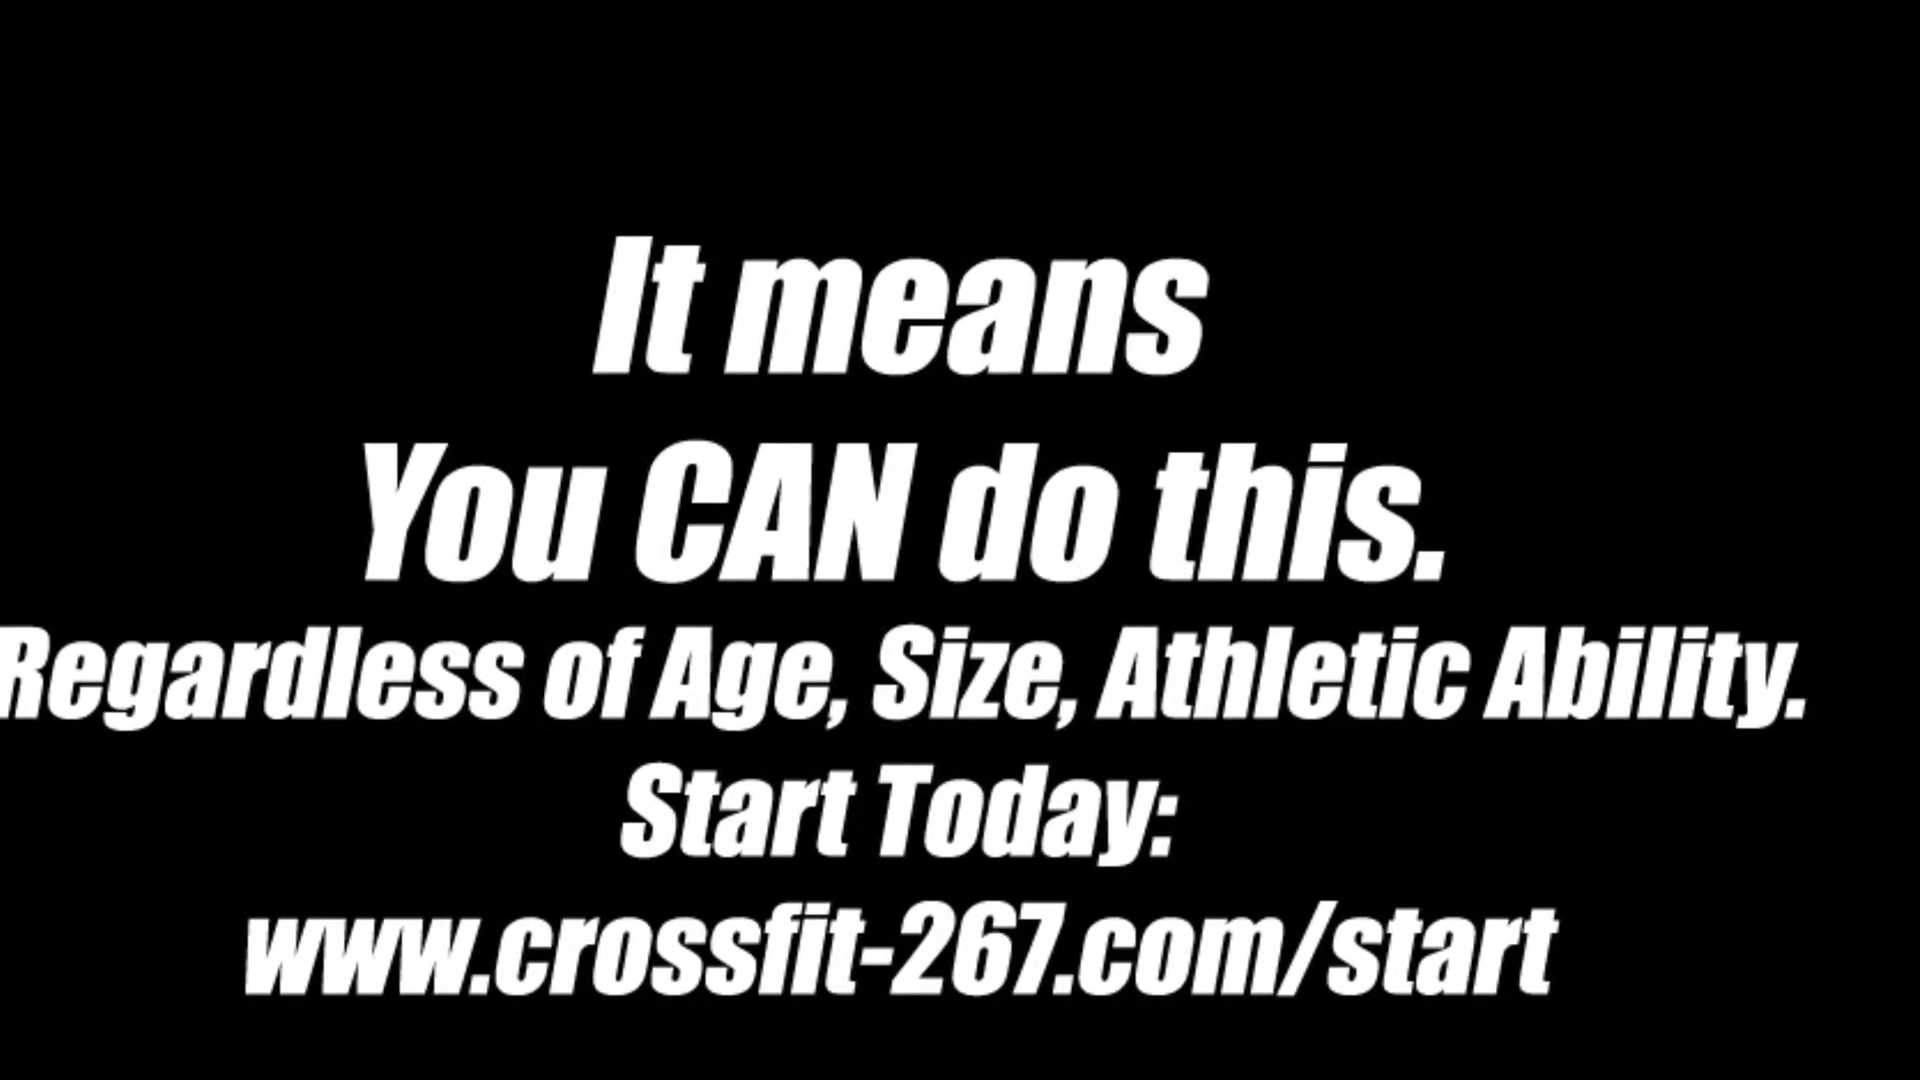 It means
You CAN do this.
Regardless of Age, Size, Athletic Ability.
Start Today:
www.crossfit-267.com/start